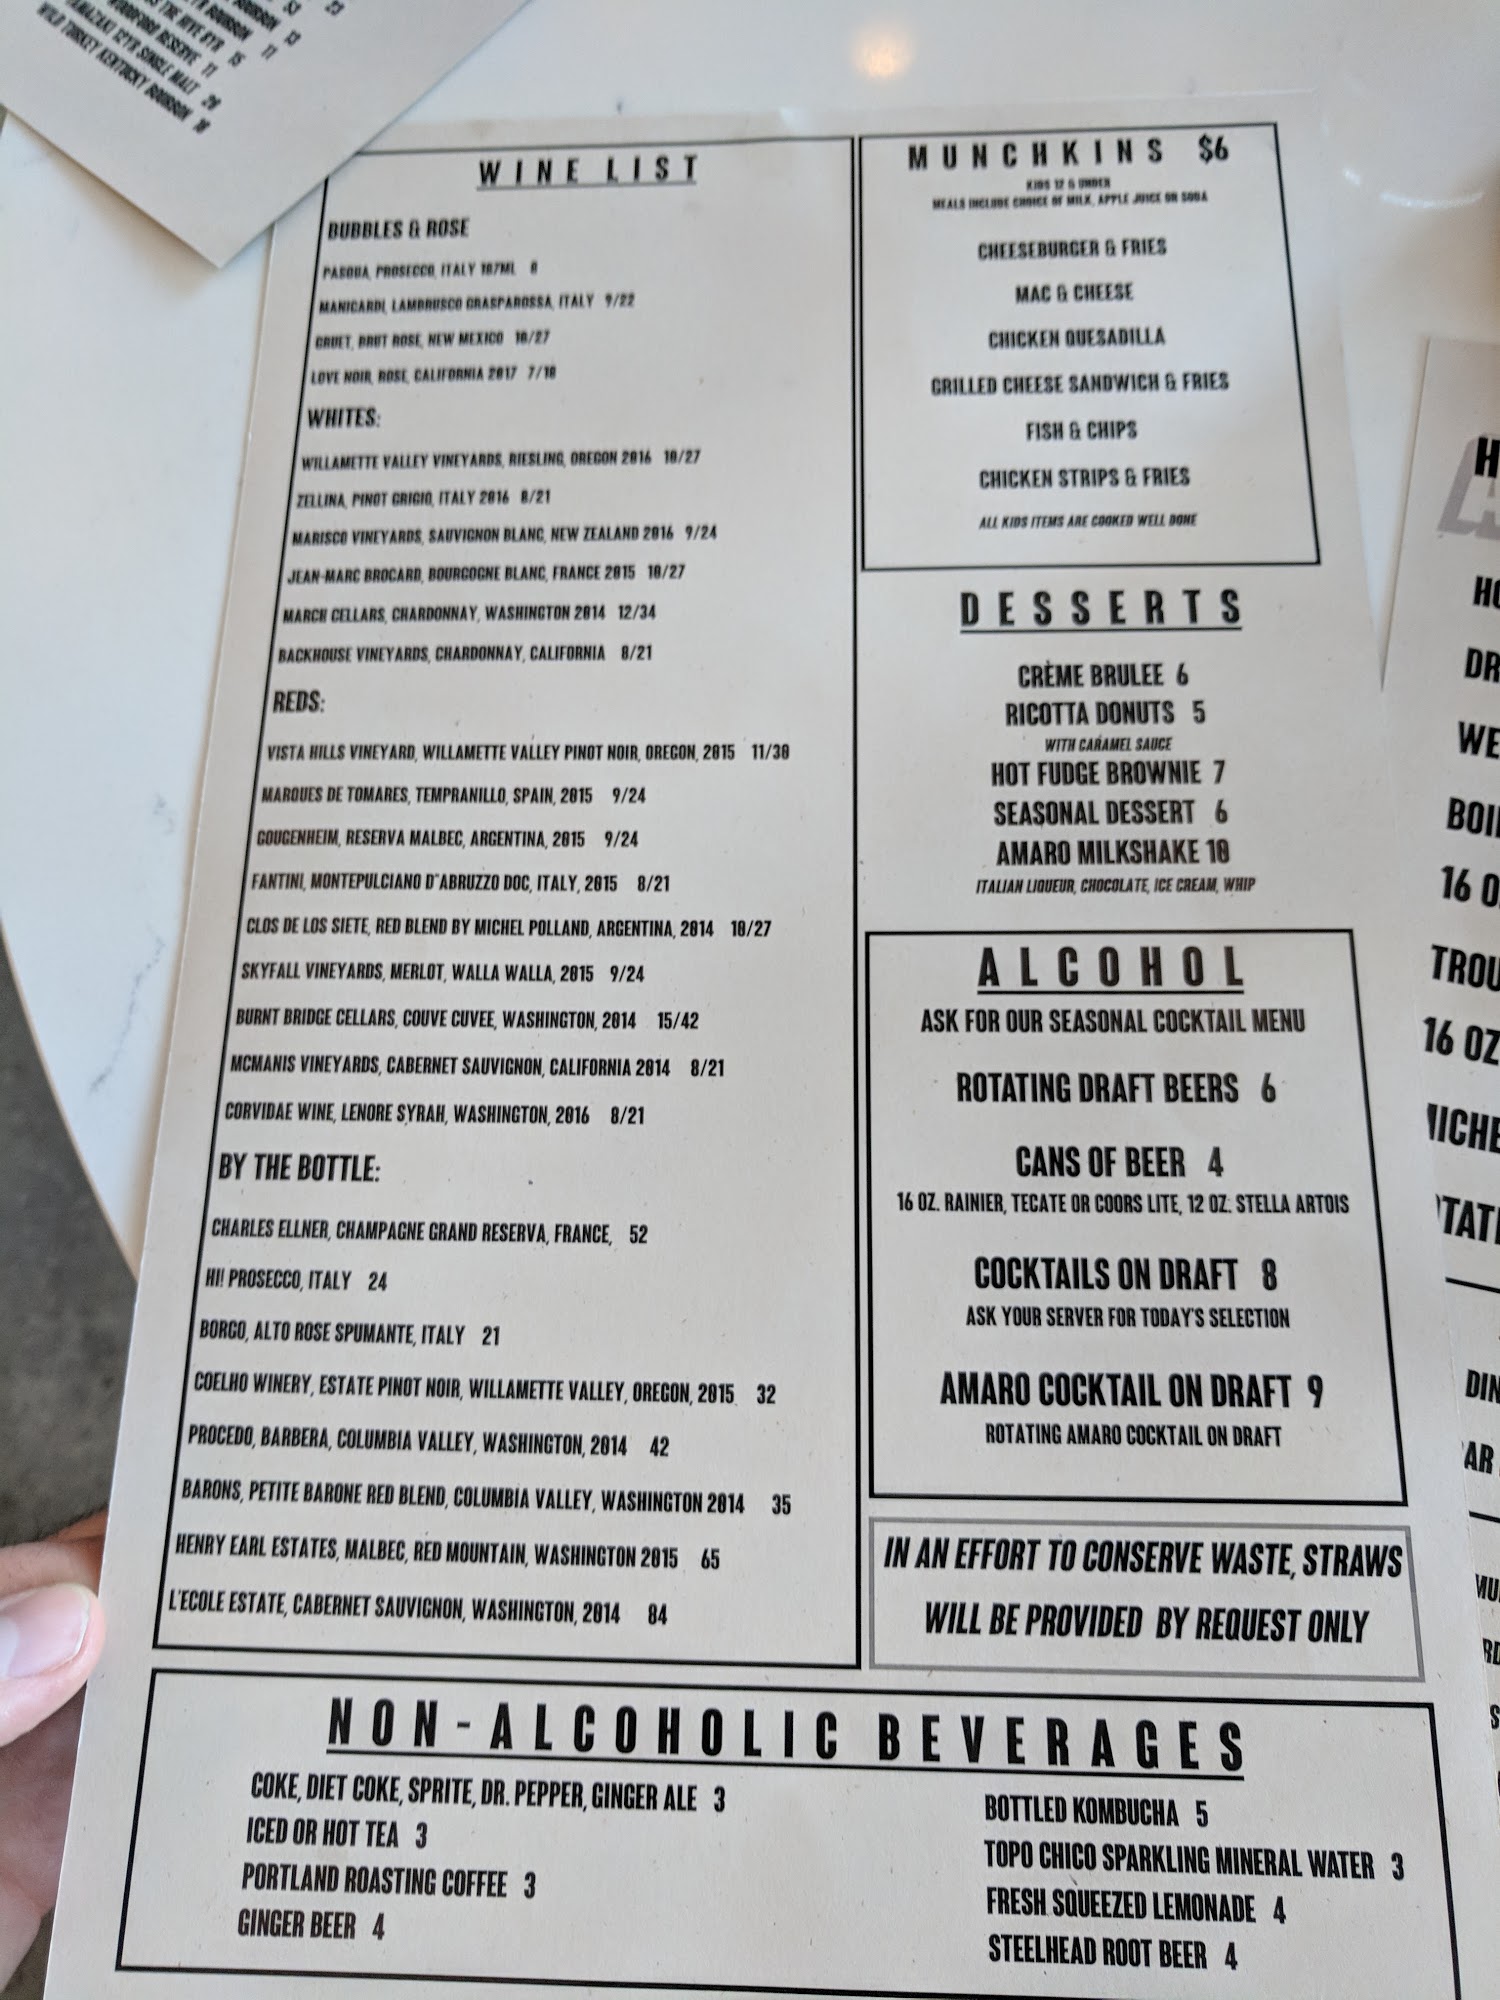 WOODFORD RESERVE 11
YAMAZAKI 12YR SINGLE MALT 28
WILD TURKEY KENTUCKY BOURBON 10
WINE LIST
BUBBLES & ROSE
PASQUA, PROSECCO, ITALY 187ML 8
MANICARDI, LAMBRUSCO GRASPAROSSA, ITALY 9/22
GRUET, BRUT ROSE, NEW MEXICO 10/27
LOVE NOIR, ROSE, CALIFORNIA 2017 7/18
WHITES:
WILLAMETTE VALLEY VINEYARDS, RIESLING, OREGON 2016 10/27
ZELLINA, PINOT GRIGIO, ITALY 2016 8/21
MARISCO VINEYARDS, SAUVIGNON BLANC, NEW ZEALAND 2016 9/24
JEAN-MARC BROCARD, BOURGOGNE BLANC, FRANCE 2015 10/27
MARCH CELLARS, CHARDONNAY, WASHINGTON 2014 12/34
BACKHOUSE VINEYARDS, CHARDONNAY, CALIFORNIA 8/21
REDS:
VISTA HILLS VINEYARD, WILLAMETTE VALLEY PINOT NOIR, OREGON, 2015 11/30
MARQUES DE TOMARES, TEMPRANILLO, SPAIN, 2015 9/24
GOUGENHEIM, RESERVA MALBEC, ARGENTINA, 2015 9/24
FANTINI, MONTEPULCIANO D"ABRUZZO DOC, ITALY, 2015 8/21
CLOS DE LOS SIETE, RED BLEND BY MICHEL POLLAND, ARGENTINA, 2014 10/27
SKYFALL VINEYARDS, MERLOT, WALLA WALLA, 2015 9/24
BURNT BRIDGE CELLARS, COUVE CUVEE, WASHINGTON, 2014 15/42
MCMANIS VINEYARDS, CABERNET SAUVIGNON, CALIFORNIA 2014 8/21
CORVIDAE WINE, LENORE SYRAH, WASHINGTON, 2016 8/21
BY THE BOTTLE:
CHARLES ELLNER, CHAMPAGNE GRAND RESERVA, FRANCE, 52
HI! PROSECCO, ITALY 24
BORGO, ALTO ROSE SPUMANTE, ITALY 21
COELHO WINERY, ESTATE PINOT NOIR, WILLAMETTE VALLEY, OREGON, 2015 32
PROCEDO, BARBERA, COLUMBIA VALLEY, WASHINGTON, 2014 42
BARONS, PETITE BARONE RED BLEND, COLUMBIA VALLEY, WASHINGTON 2014 35
HENRY EARL ESTATES, MALBEC, RED MOUNTAIN, WASHINGTON 2015 65
L'ECOLE ESTATE, CABERNET SAUVIGNON, WASHINGTON, 2014 84
MUNCHKINS $6
KIDS 12 & UNDER
MEALS INCLUDE CHOICE OF MILK, APPLE JUICE OR SODA
CHEESEBURGER & FRIES
MAC & CHEESE
CHICKEN QUESADILLA
GRILLED CHEESE SANDWICH & FRIES
FISH & CHIPS
CHICKEN STRIPS & FRIES
ALL KIDS ITEMS ARE COOKED WELL DONE
DESSERTS
CRÈME BRULEE 6
RICOTTA DONUTS 5
WITH CARAMEL SAUCE
HOT FUDGE BROWNIE 7
SEASONAL DESSERT 6
AMARO MILKSHAKE 10
ITALIAN LIQUEUR, CHOCOLATE, ICE CREAM, WHIP
ALCOHOL
ASK FOR OUR SEASONAL COCKTAIL MENU
ROTATING DRAFT BEERS 6
CANS OF BEER 4
16 OZ. RAINIER, TECATE OR COORS LITE, 12 OZ: STELLA ARTOIS
COCKTAILS ON DRAFT 8
ASK YOUR SERVER FOR TODAY'S SELECTION
AMARO COCKTAIL ON DRAFT 9
ROTATING AMARO COCKTAIL ON DRAFT
IN AN EFFORT TO CONSERVE WASTE, STRAWS
WILL BE PROVIDED BY REQUEST ONLY
NON-ALCOHOLIC BEVERAGES
COKE, DIET COKE, SPRITE, DR. PEPPER, GINGER ALE 3
ICED OR HOT TEA 3
PORTLAND ROASTING COFFEE 3
GINGER BEER 4
BOTTLED KOMBUCHA 5
TOPO CHICO SPARKLING MINERAL WATER 3
FRESH SQUEEZED LEMONADE 4
STEELHEAD ROOT BEER 4
16 OZ